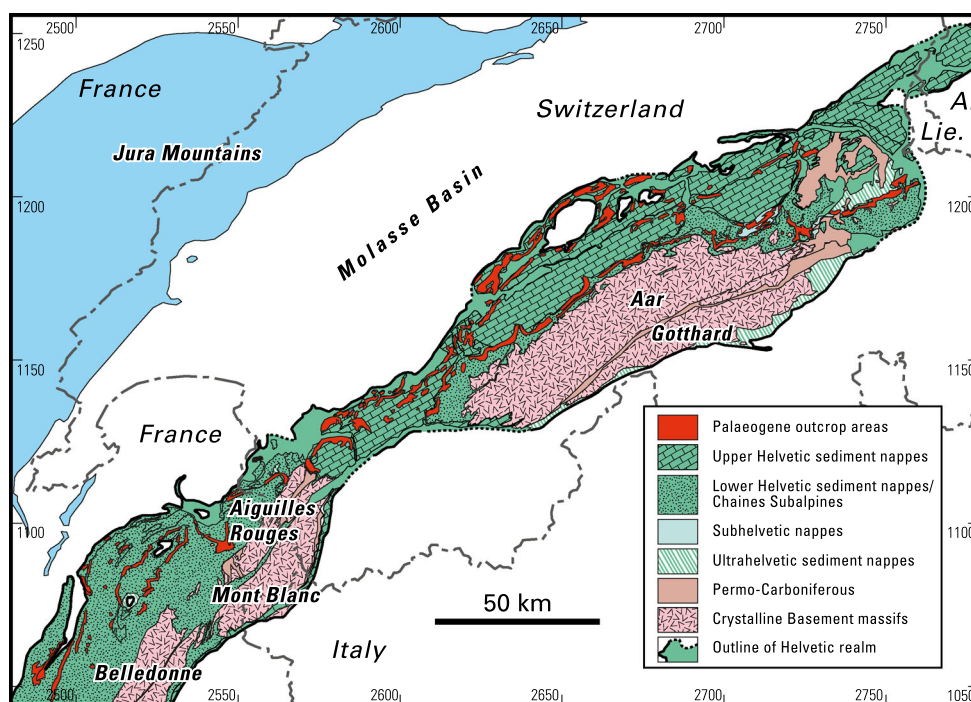 2500
2550
2600
2650
2700
2750
1250
France
Switzerland
A.
Lie.
Jura Mountains
1200
1200
Molasse Basin
Aar
Gotthard
1150
1150
France
Palaeogene outcrop areas
Upper Helvetic sediment nappes
Lower Helvetic sediment nappes/
Chaines Subalpines
Subhelvetic nappes
Ultrahelvetic sediment nappes
Permo-Carboniferous
Crystalline Basement massifs
Outline of Helvetic realm
Aiguilles
Rouges
1100
1100
Mont Blanc
50 km
Italy
Belledonne
2500
2550
2600
2650
2700
2750
1050